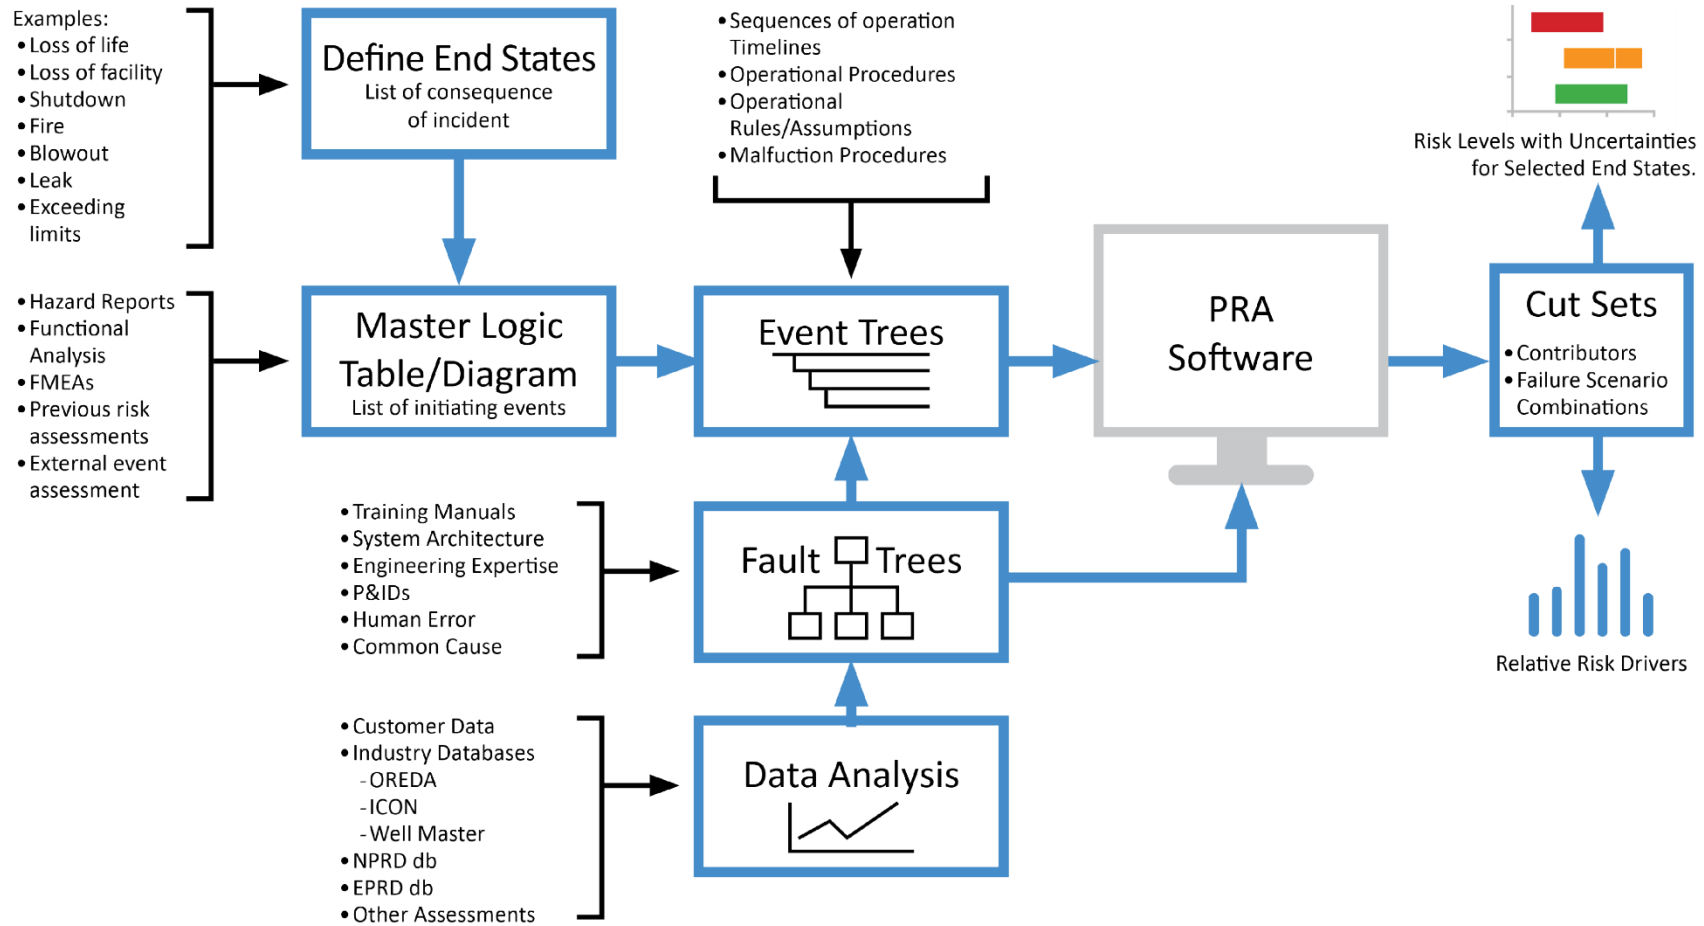 Examples:
•Loss of life
•Loss of facility
•Shutdown
•Fire
•Blowout
•Leak
•Exceeding
limits
Define End States
List of consequence
of incident
•Sequences of operation
Timelines
•Operational Procedures
•Operational
Rules/Assumptions
•Malfuction Procedures
Risk Levels with Uncertainties
for Selected End States.
•Hazard Reports
•Functional
Analysis
•FMEAs
•Previous risk
assessments
•External event
assessment
Master Logic
Table/Diagram
List of initiating events
Event Trees
PRA
Software
Cut Sets
•Contributors
•Failure Scenario
Combinations
•Training Manuals
•System Architecture
•Engineering Expertise
•P&IDs
•Human Error
•Common Cause
Fault Trees
Relative Risk Drivers
•Customer Data
•Industry Databases
-OREDA
-ICON
-Well Master
•NPRD db
•EPRD db
•Other Assessments
Data Analysis